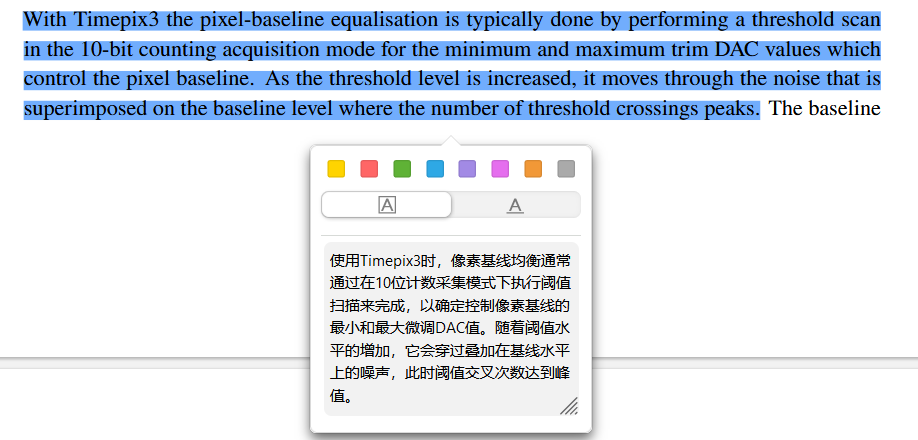 With Timepix3 the pixel-baseline equalisation is typically done by performing a threshold scan
in the 10-bit counting acquisition mode for the minimum and maximum trim DAC values which
control the pixel baseline. As the threshold level is increased, it moves through the noise that is
superimposed on the baseline level where the number of threshold crossings peaks. The baseline
A
A
使用Timepix3时，像素基线均衡通常
通过在10位计数采集模式下执行阈值
扫描来完成，以确定控制像素基线的
最小和最大微调DAC值。随着阈值水
平的增加，它会穿过叠加在基线水平
上的噪声，此时阈值交叉次数达到峰
值。